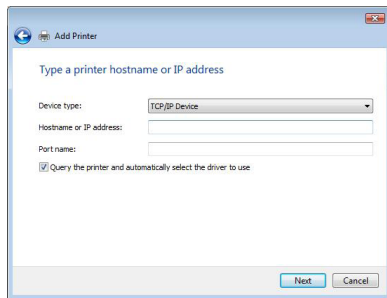 Add Printer
Type a printer hostname or IP address
Device type:
TCP/IP Device
Hostname or IP address:
Port name:
Query the printer and automatically select the driver to use
Next
Cancel